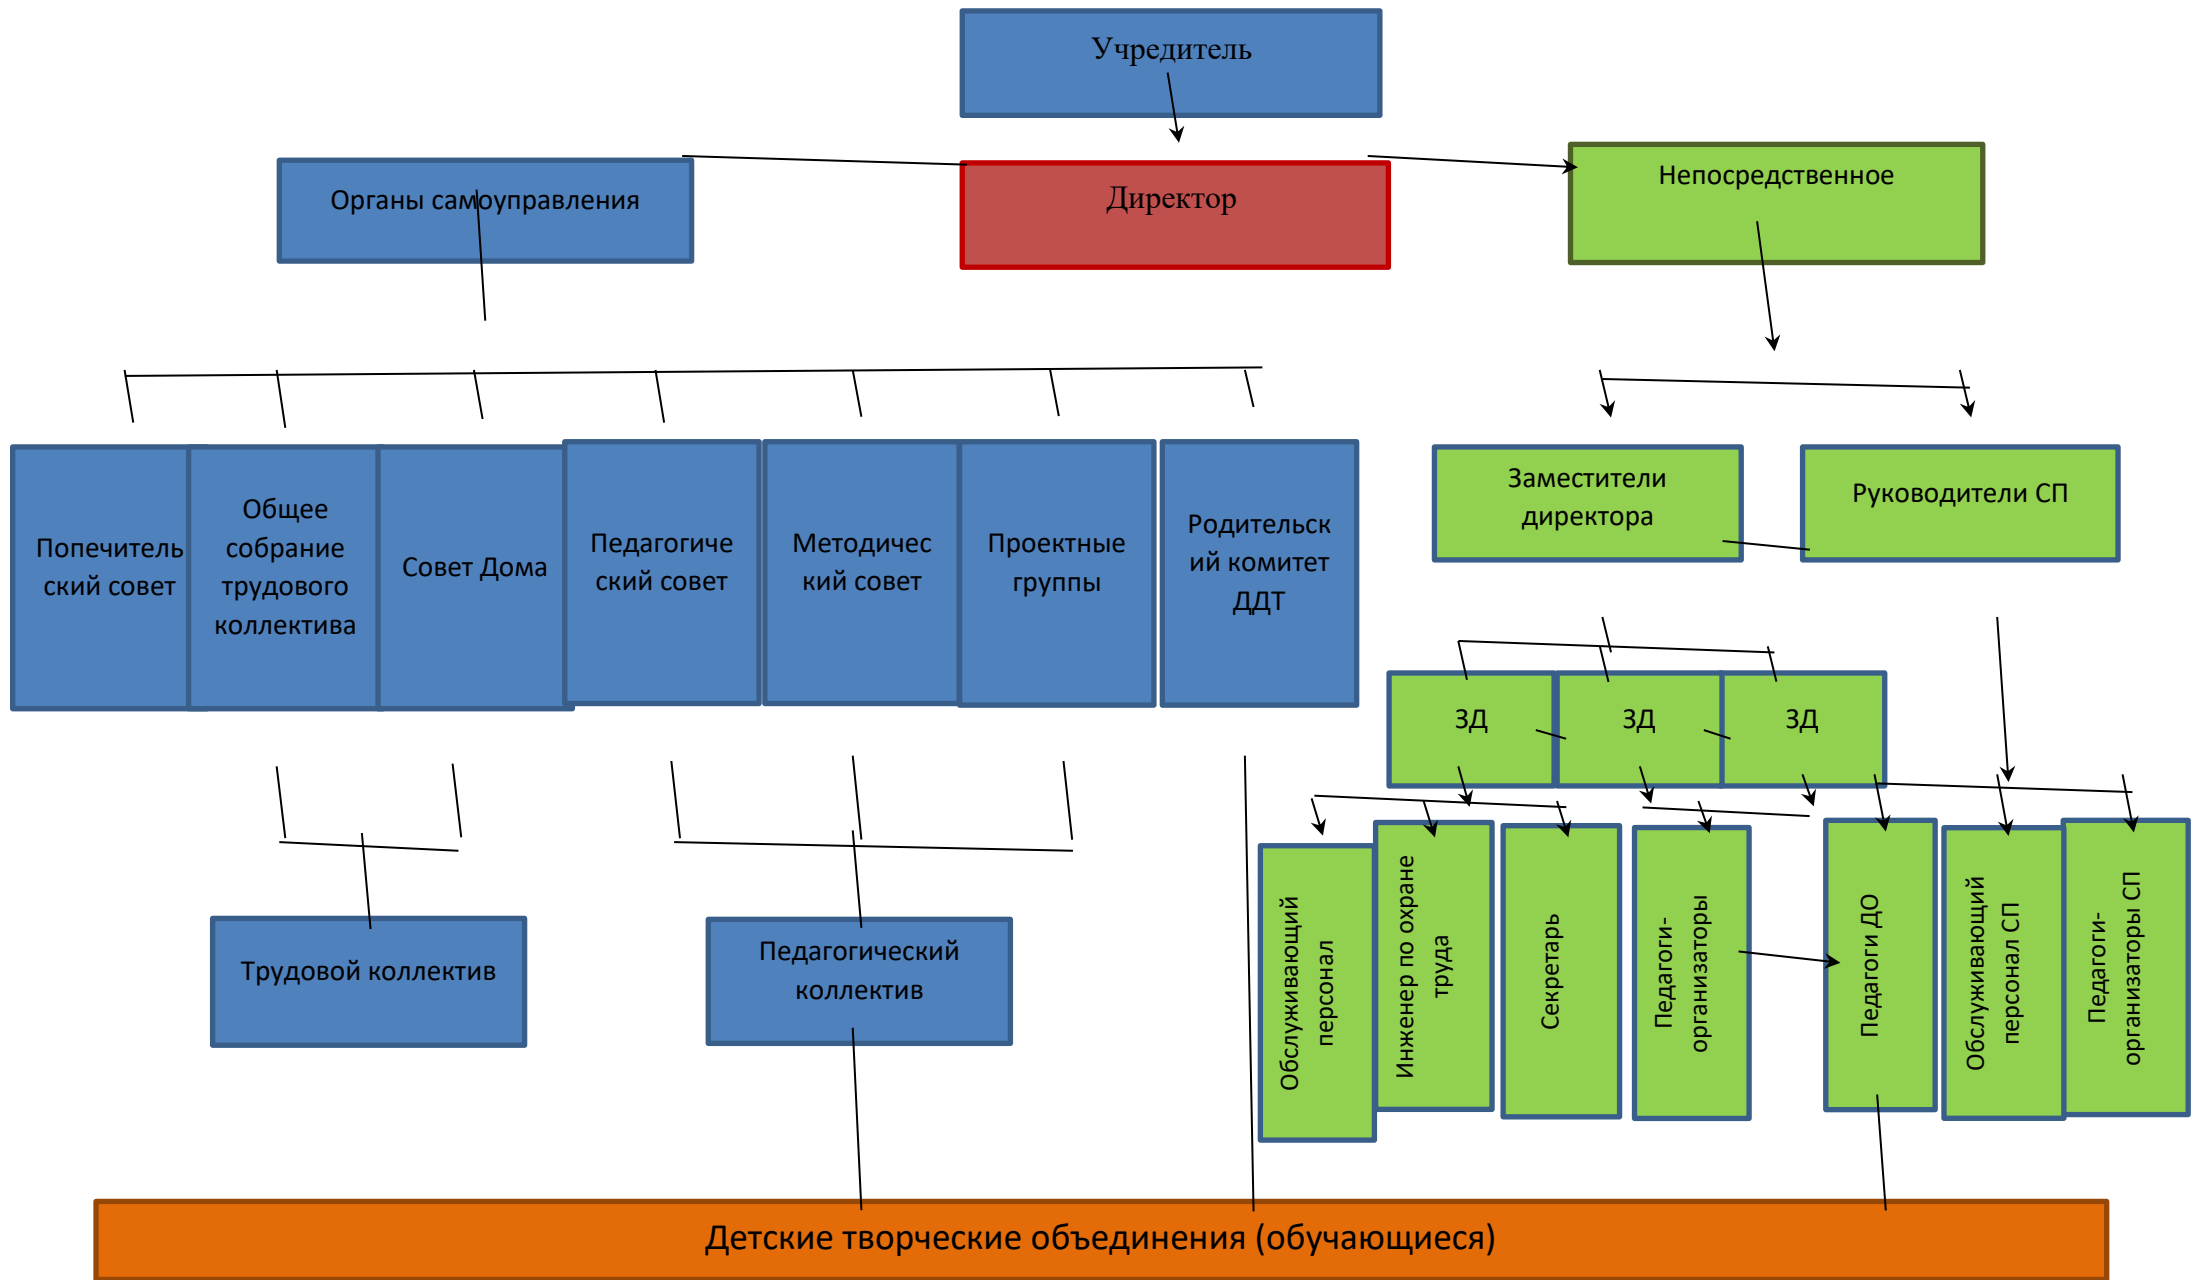 Учредитель
Органы самоуправления
Директор
Непосредственное
Попечитель
ский совет
Общее
собрание
трудового
коллектива
Совет Дома
Педагогиче
ский совет
Методичес
кий совет
Проектные
группы
Родительск
ий комитет
ДДТ
Заместители
директора
Руководители СП
ЗД
ЗД
ЗД
Трудовой коллектив
Педагогический
коллектив
Обслуживающий
персонал
Инженер по охране
труда
Секретарь
Педагоги-
организаторы
Педагоги ДО
Обслуживающий
персонал СП
Педагоги-
организаторы СП
Детские творческие объединения (обучающиеся)